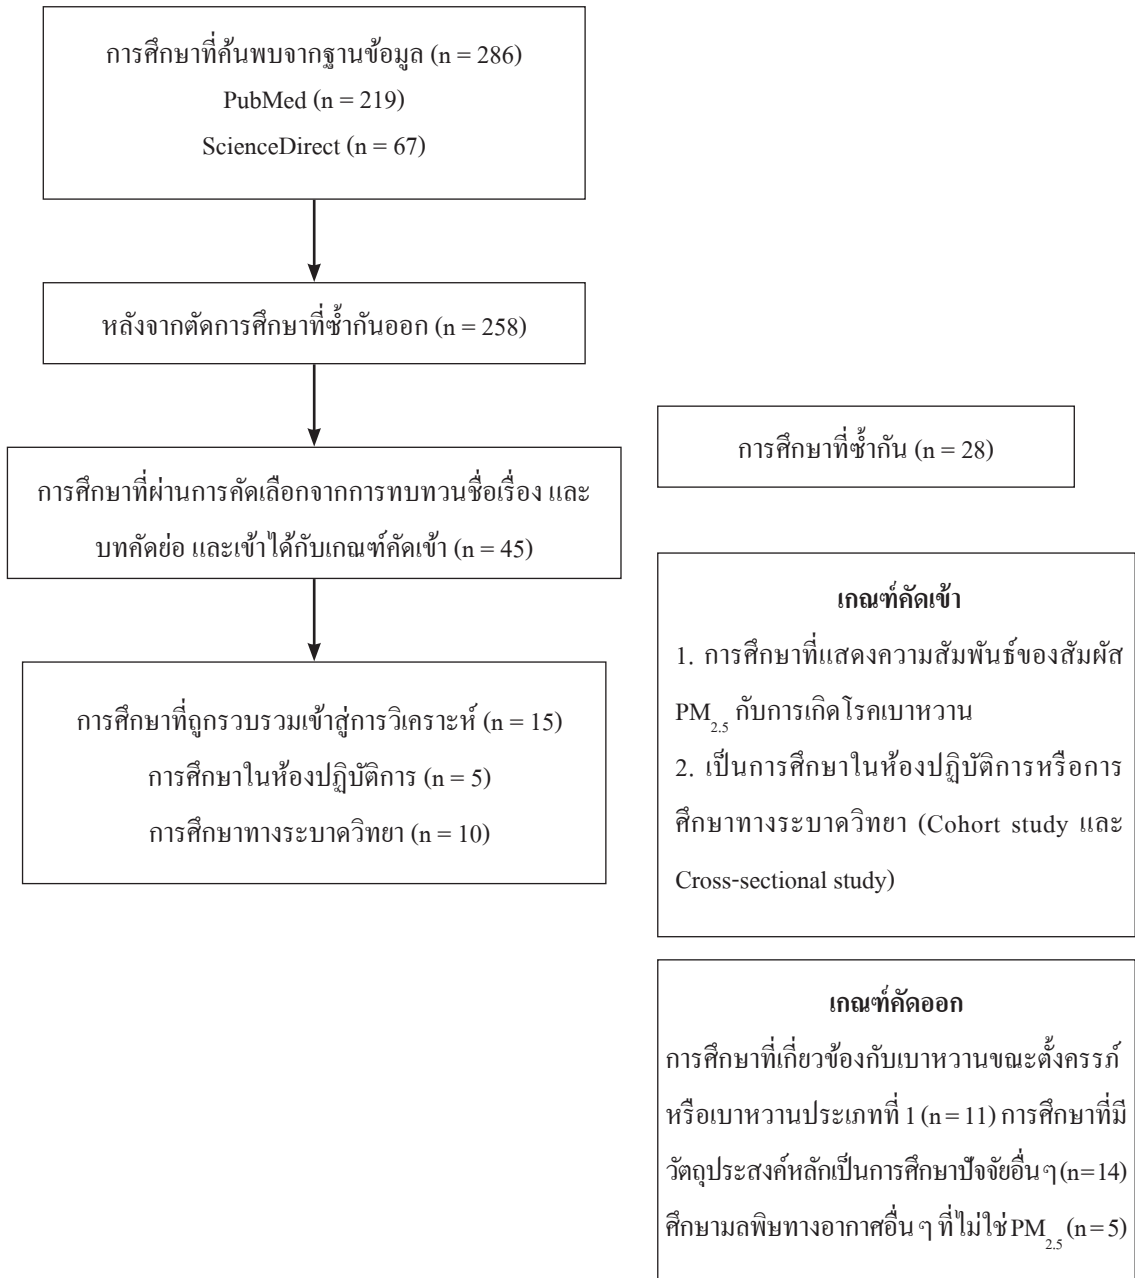 การศึกษาที่ค้นพบจากฐานข้อมูล (n = 286)
PubMed (n = 219)
ScienceDirect (n = 67)
หลังจากตัดการศึกษาที่ซ้ำกันออก (n = 258)
การศึกษาที่ซ้ำกัน (n = 28)
การศึกษาที่ผ่านการคัดเลือกจากการทบทวนชื่อเรื่อง และ
บทคัดย่อ และเข้าได้กับเกณฑ์คัดเข้า (n = 45)
เกณฑ์คัดเข้า
1. การศึกษาที่แสดงความสัมพันธ์ของสัมผัส
PM2.5 กับการเกิดโรคเบาหวาน
2. เป็นการศึกษาในห้องปฏิบัติการหรือการ
ศึกษาทางระบาดวิทยา (Cohort study และ
Cross-sectional study)
การศึกษาที่ถูกรวบรวมเข้าสู่การวิเคราะห์ (n = 15)
การศึกษาในห้องปฏิบัติการ (n = 5)
การศึกษาทางระบาดวิทยา (n = 10)
เกณฑ์คัดออก
การศึกษาที่เกี่ยวข้องกับเบาหวานขณะตั้งครรภ์
หรือเบาหวานประเภทที่ 1 (n = 11) การศึกษาที่มี
วัตถุประสงค์หลักเป็นการศึกษาปัจจัยอื่นๆ (n=14)
ศึกษามลพิษทางอากาศอื่น ๆ ที่ไม่ใช่ PM2.5 (n = 5)